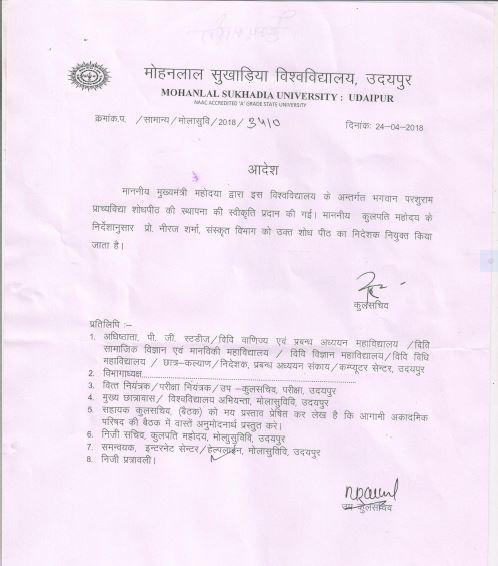 मोहनलाल सुखाड़िया विश्वविद्यालय, उदयपुर
MOHANLAL SUKHADIA UNIVERSITY : UDAIPUR
NAAC ACCREDITED 'A' GRADE STATE UNIVERSITY
क्रमांक.प. /सामान्य/मोलासुवि/2018/ 3410 दिनांक: 24-04-2018
आदेश
माननीय मुख्यमंत्री महोदया द्वारा इस विश्वविद्यालय के अन्तर्गत भगवान परशुराम
प्राच्यविद्या शोधपीठ की स्थापना की स्वीकृति प्रदान की गई। माननीय कुलपति महोदय के
निर्देशानुसार प्रो. नीरज शर्मा, संस्कृत विभाग को उक्त शोध पीठ का निदेशक नियुक्त किया
जाता है।
कुलसचिव
प्रतिलिपि :–
1. अधिष्ठाता, पी. जी. स्टडीज/विवि वाणिज्य एवं प्रबन्ध अध्ययन महाविद्यालय /विवि
सामाजिक विज्ञान एवं मानविकी महाविद्यालय / विवि विज्ञान महाविद्यालय/विवि विधि
महाविद्यालय / छात्र-कल्याण/निदेशक, प्रबन्ध अध्ययन संकाय/कम्प्यूटर सेन्टर, उदयपुर
2. विभागाध्यक्ष
3. वित्त नियंत्रक/परीक्षा नियंत्रक/उप –कुलसचिव, परीक्षा, उदयपुर
4. मुख्य छात्रावास/ विश्वविद्यालय अभियन्ता, मोलासुवि, उदयपुर
5. सहायक कुलसचिव, (बैठक) को मय प्रस्ताव प्रेषित कर लेख है कि आगामी अकादमिक
परिषद की बैठक में वास्तें अनुमोदनार्थ प्रस्तुत करे।
6. निजी सचिव, कुलपति महोदय, मोलासुविवि, उदयपुर
7. समन्वयक, इन्टरनेट सेन्टर/हेल्पलाईन, मोलासुविवि, उदयपुर
8. निजी पत्रावली।
उप-कुलसचिव